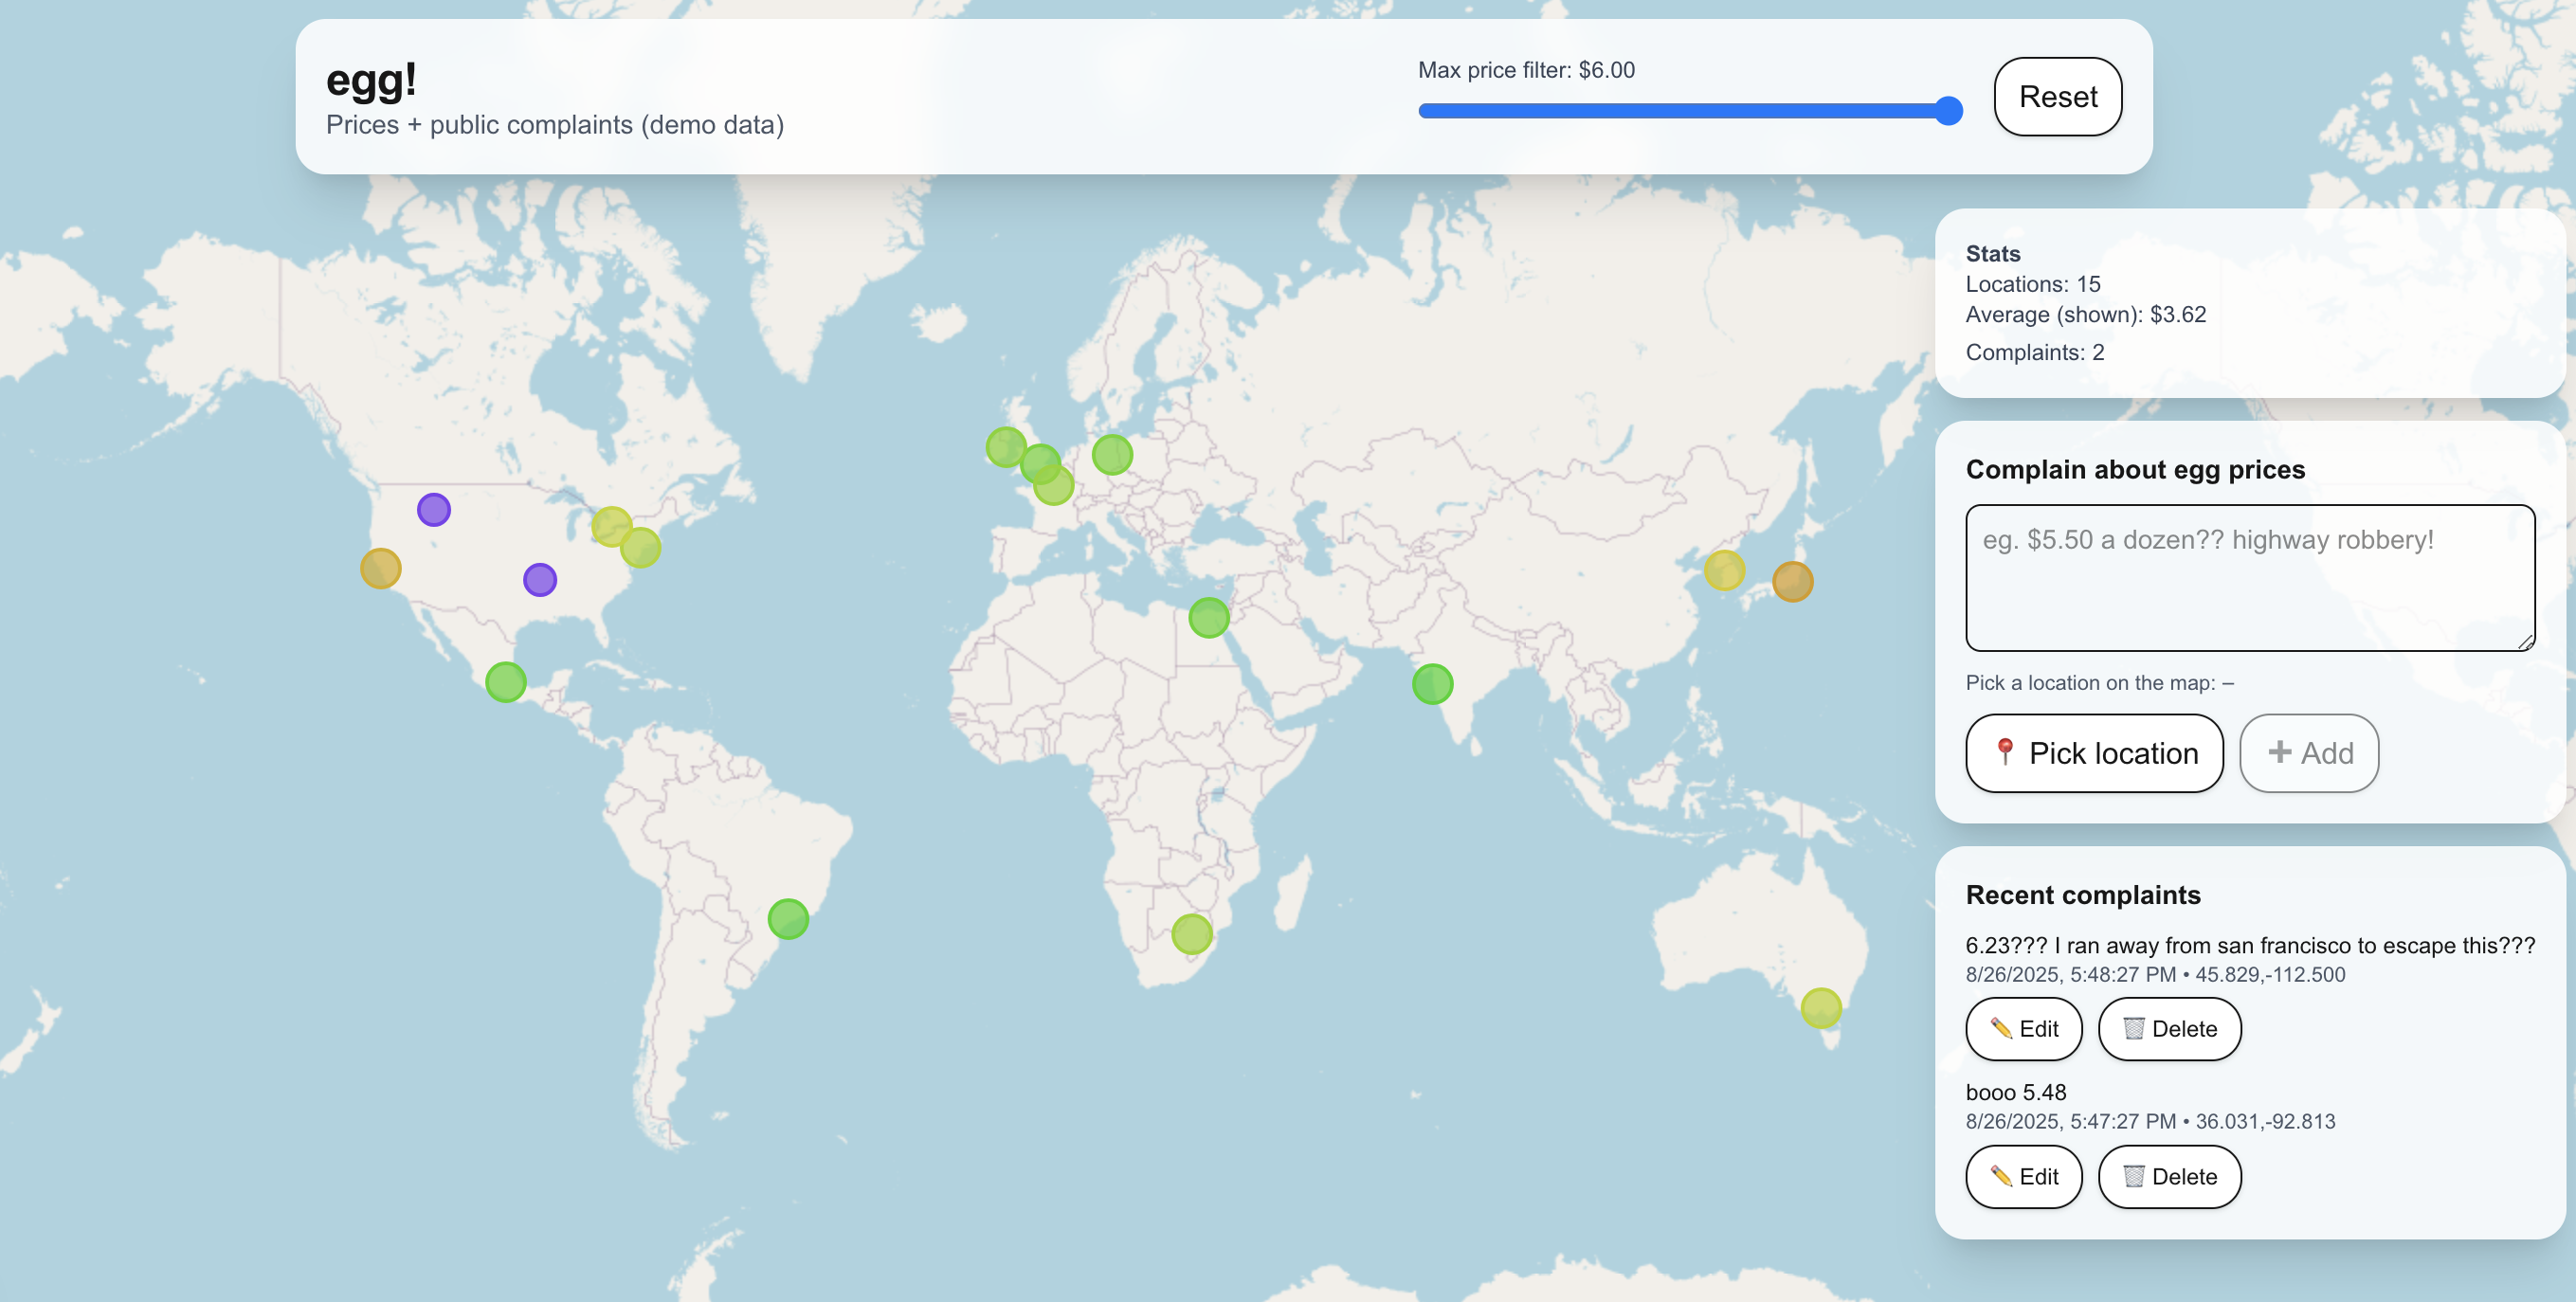 egg!
Prices + public complaints (demo data)
Max price filter: $6.00
Reset
Stats
Locations: 15
Average (shown): $3.62
Complaints: 2
Complain about egg prices
eg. $5.50 a dozen?? highway robbery!
Pick a location on the map: –
📍 Pick location
➕ Add
Recent complaints
6.23??? I ran away from san francisco to escape this???
8/26/2025, 5:48:27 PM • 45.829,-112.500
✏️ Edit
🗑️ Delete
booo 5.48
8/26/2025, 5:47:27 PM • 36.031,-92.813
✏️ Edit
🗑️ Delete